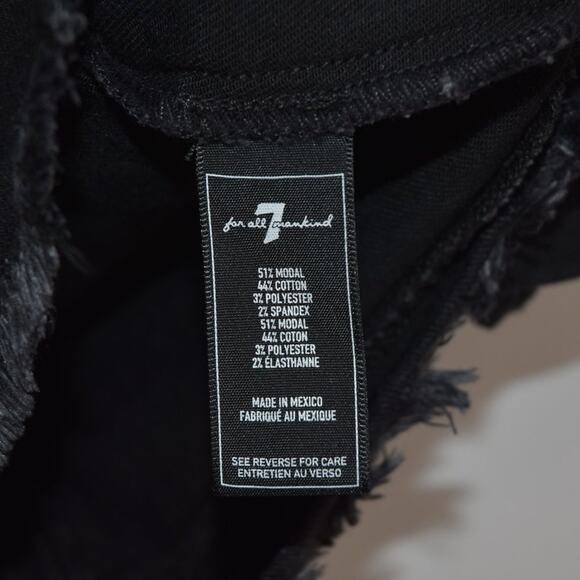 7
for all mankind
51% MODAL
44% COTTON
3% POLYESTER
2% SPANDEX
51% MODAL
44% COTON
3% POLYESTER
2% ÉLASTHANNE
MADE IN MEXICO
FABRIQUÉ AU MEXIQUE
SEE REVERSE FOR CARE
ENTRETIEN AU VERSO